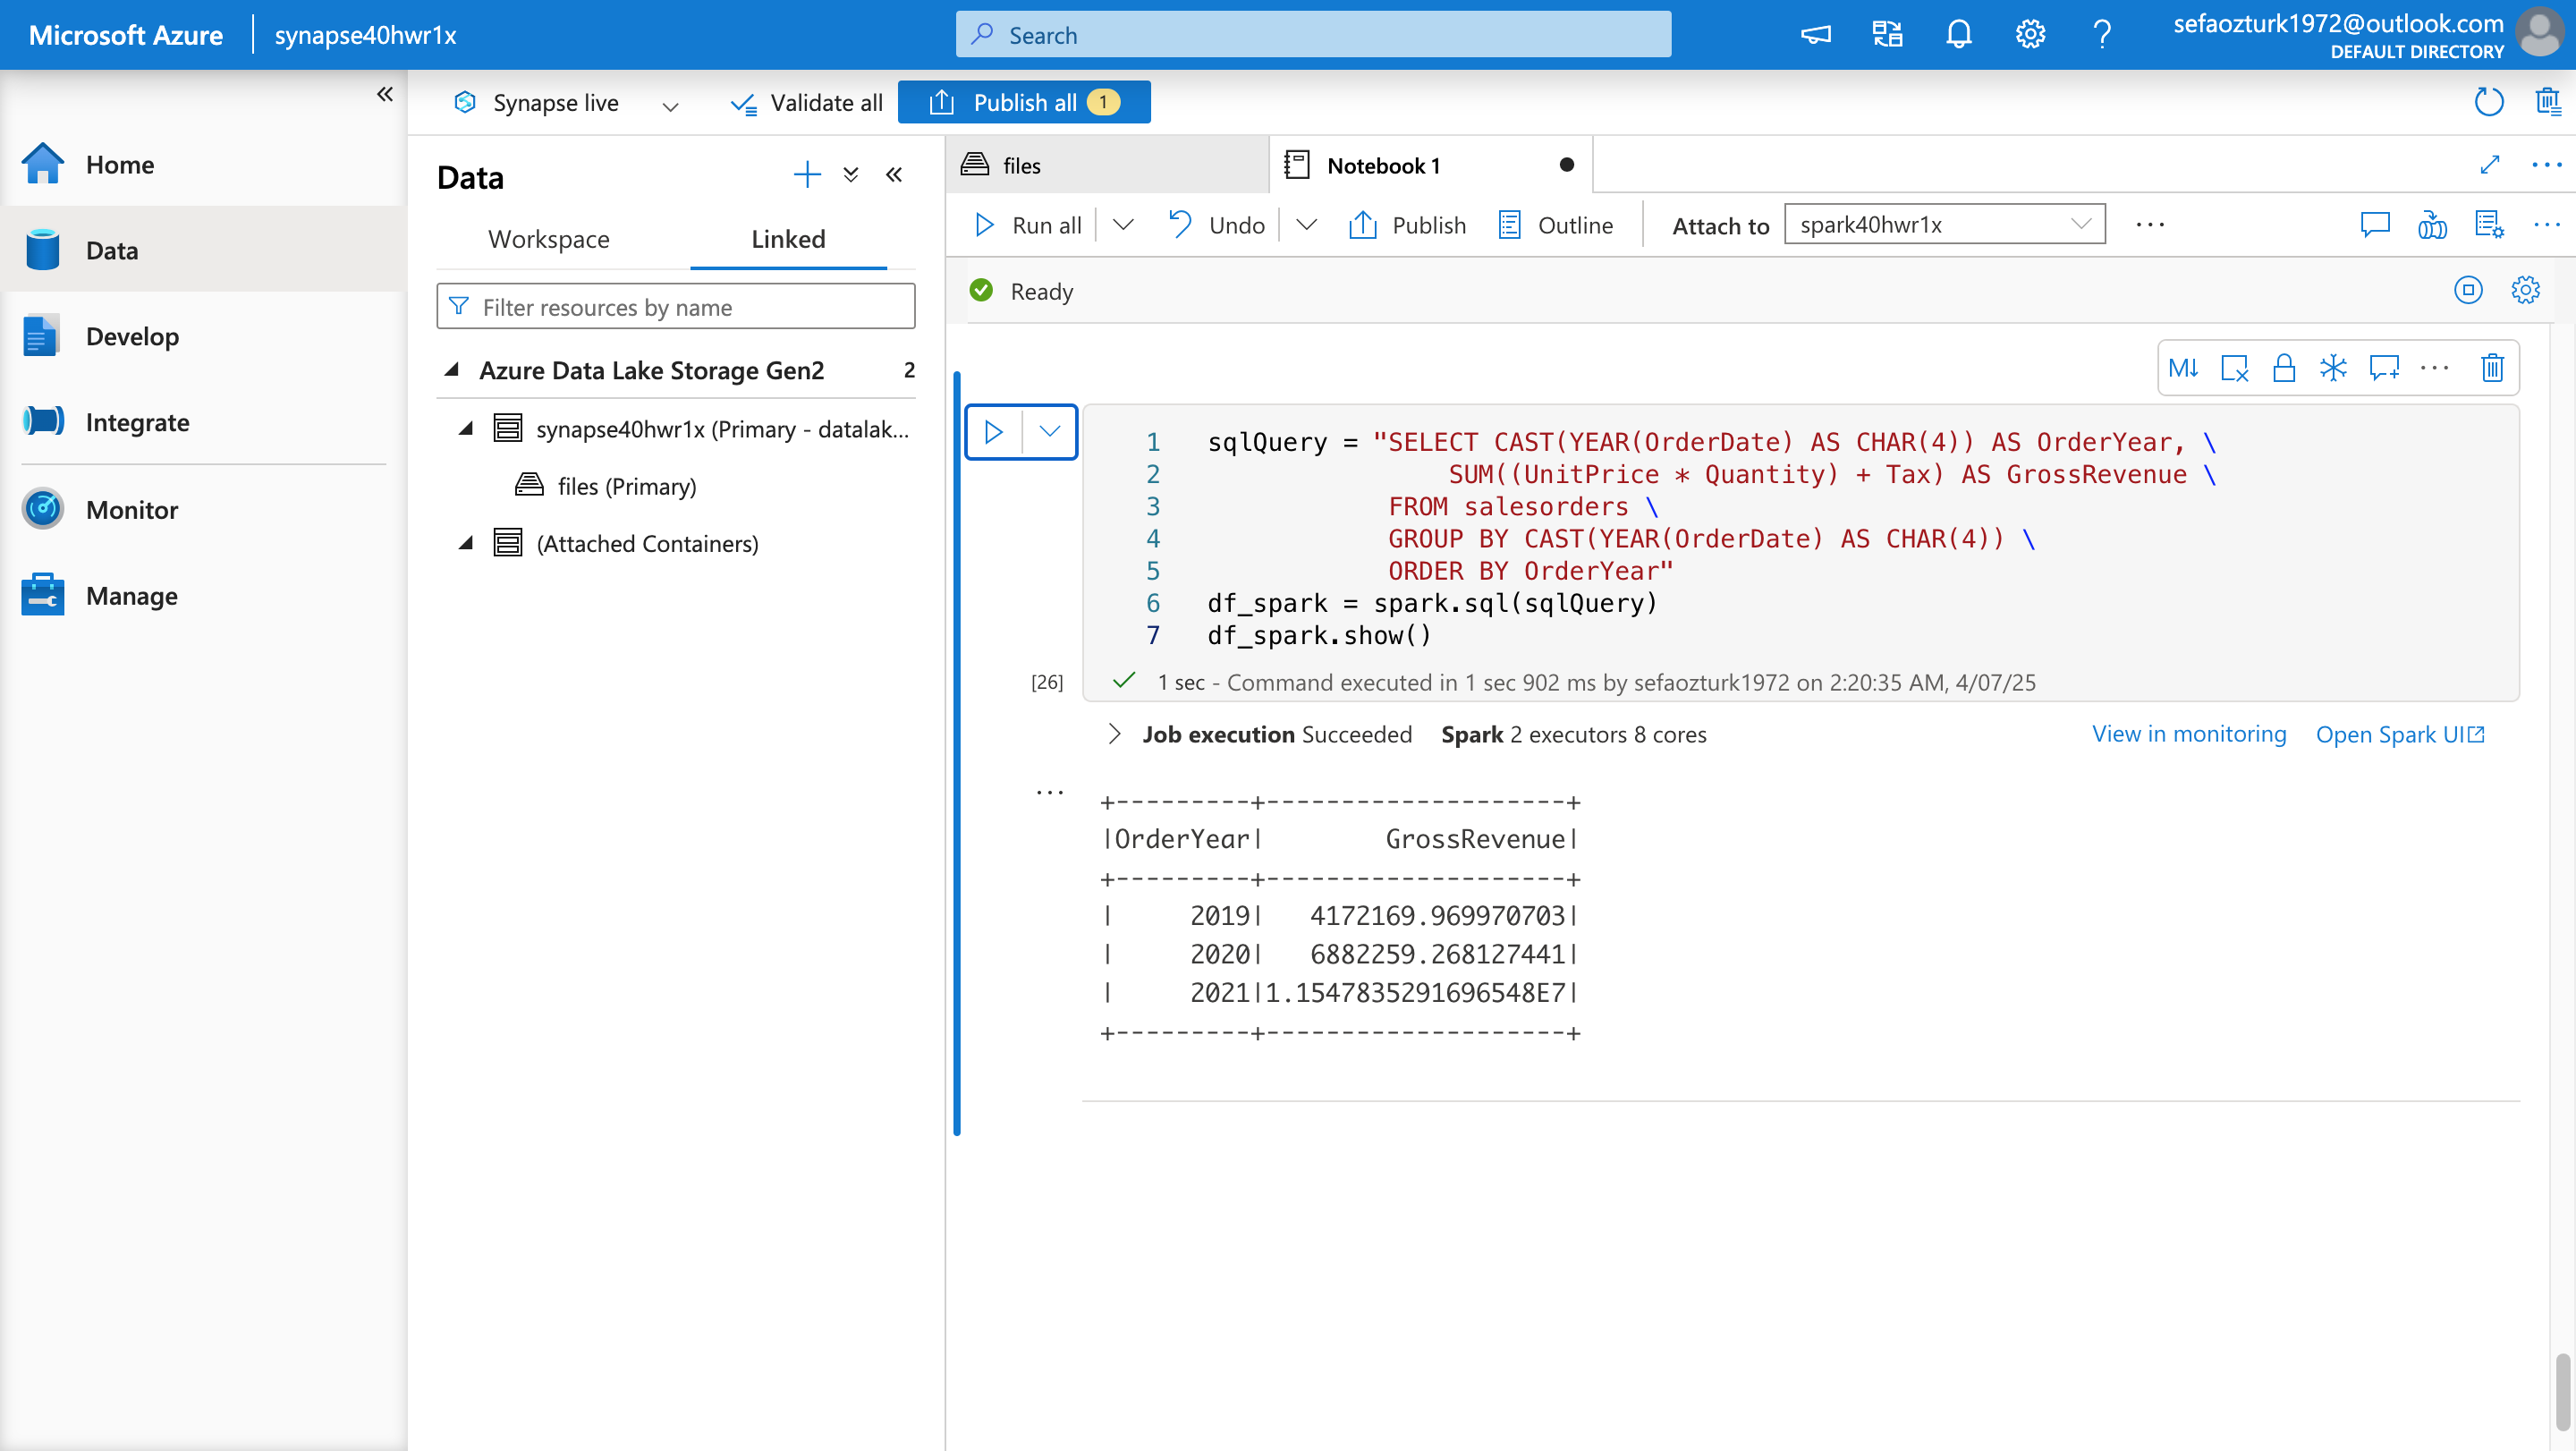 Microsoft Azure
synapse40hwr1x
Search
sefaozturk1972@outlook.com
DEFAULT DIRECTORY
Synapse live
Validate all
Publish all 1
Home
Data
Develop
Integrate
Monitor
Manage
Data
Workspace
Linked
Filter resources by name
Azure Data Lake Storage Gen2 2
synapse40hwr1x (Primary - datalak...
files (Primary)
(Attached Containers)
files
Notebook 1
Run all
Undo
Publish
Outline
Attach to
spark40hwr1x
Ready
M↓
1 sqlQuery = "SELECT CAST(YEAR(OrderDate) AS CHAR(4)) AS OrderYear, \
2 SUM((UnitPrice * Quantity) + Tax) AS GrossRevenue \
3 FROM salesorders \
4 GROUP BY CAST(YEAR(OrderDate) AS CHAR(4)) \
5 ORDER BY OrderYear"
6 df_spark = spark.sql(sqlQuery)
7 df_spark.show()
[26]
1 sec - Command executed in 1 sec 902 ms by sefaozturk1972 on 2:20:35 AM, 4/07/25
Job execution Succeeded Spark 2 executors 8 cores
View in monitoring
Open Spark UI
+---------+--------------------+
|OrderYear|        GrossRevenue|
+---------+--------------------+
|     2019|   4172169.969970703|
|     2020|   6882259.268127441|
|     2021|1.1547835291696548E7|
+---------+--------------------+